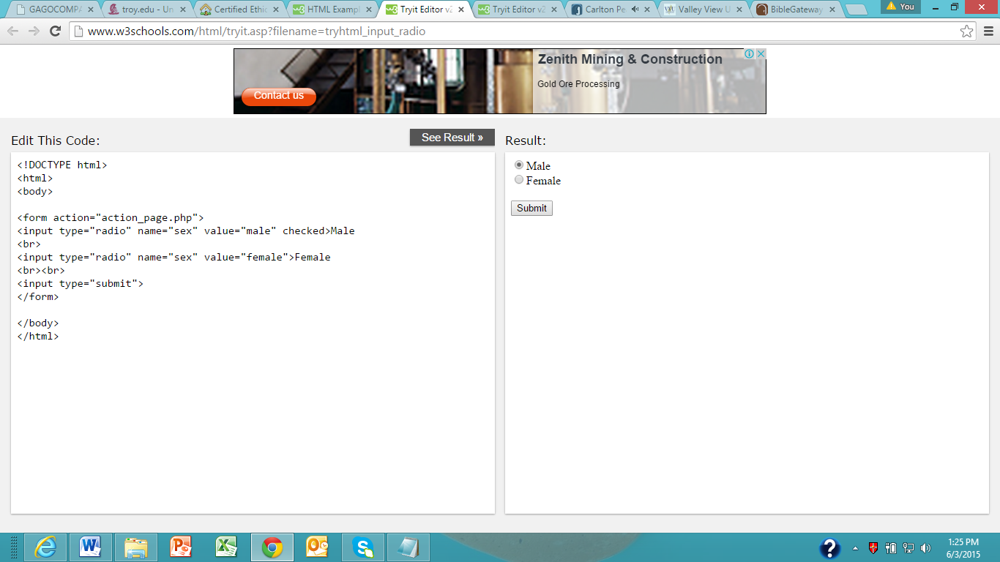 GAGOCOMPA
troy.edu - Un
Certified Ethic
HTML Exampl
Tryit Editor v2
Tryit Editor v2
Carlton Pe
Valley View U
BibleGateway
You
www.w3schools.com/html/tryit.asp?filename=tryhtml_input_radio
Zenith Mining & Construction
Gold Ore Processing
Contact us
Edit This Code:
See Result »
<!DOCTYPE html>
<html>
<body>
<form action="action_page.php">
<input type="radio" name="sex" value="male" checked>Male
<br>
<input type="radio" name="sex" value="female">Female
<br><br>
<input type="submit">
</form>
</body>
</html>
Result:
Male
Female
Submit
1:25 PM
6/3/2015